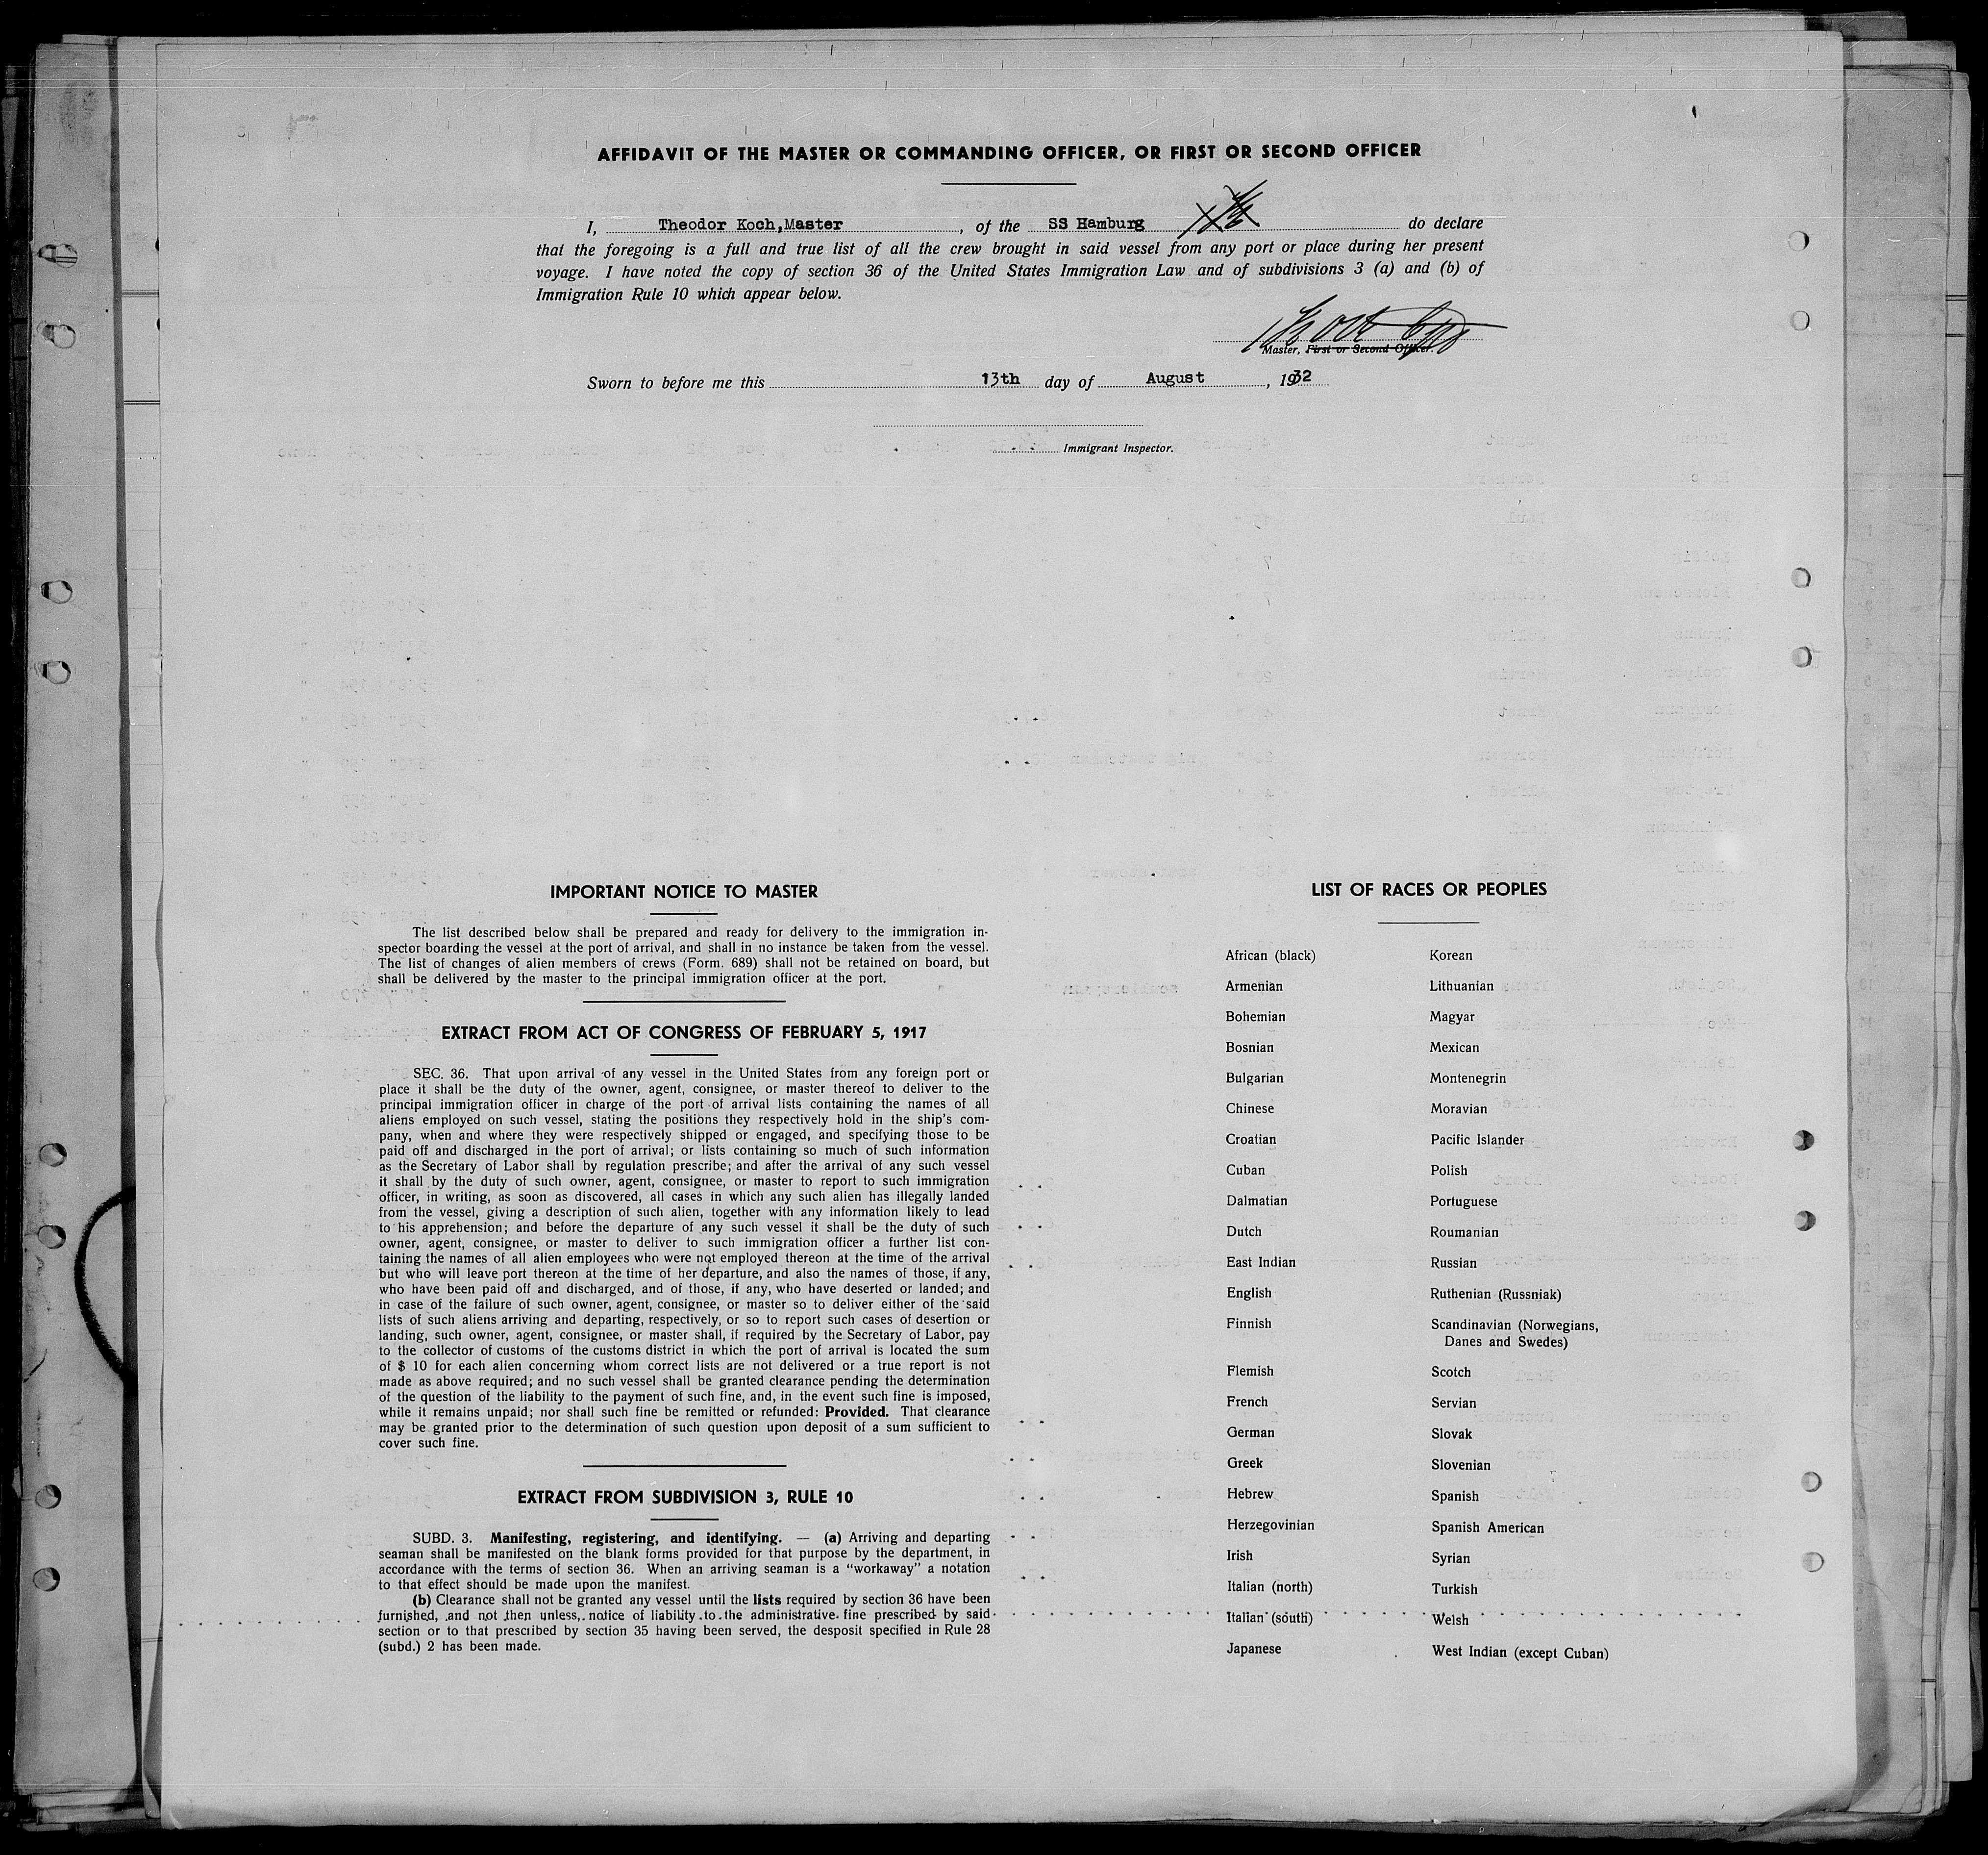 AFFIDAVIT OF THE MASTER OR COMMANDING OFFICER, OR FIRST OR SECOND OFFICER
I, Theodor Koch,Master, of the SS Hamburg do declare
that the foregoing is a full and true list of all the crew brought in said vessel from any port or place during her present
voyage. I have noted the copy of section 36 of the United States Immigration Law and of subdivisions 3 (a) and (b) of
Immigration Rule 10 which appear below.
Master, First or Second Officer.
Sworn to before me this 13th day of August, 1932
Immigrant Inspector.
IMPORTANT NOTICE TO MASTER
The list described below shall be prepared and ready for delivery to the immigration in-
spector boarding the vessel at the port of arrival, and shall in no instance be taken from the vessel.
The list of changes of alien members of crews (Form. 689) shall not be retained on board, but
shall be delivered by the master to the principal immigration officer at the port.
EXTRACT FROM ACT OF CONGRESS OF FEBRUARY 5, 1917
SEC. 36. That upon arrival of any vessel in the United States from any foreign port or
place it shall be the duty of the owner, agent, consignee, or master thereof to deliver to the
principal immigration officer in charge of the port of arrival lists containing the names of all
aliens employed on such vessel, stating the positions they respectively hold in the ship's com-
pany, when and where they were respectively shipped or engaged, and specifying those to be
paid off and discharged in the port of arrival; or lists containing so much of such information
as the Secretary of Labor shall by regulation prescribe; and after the arrival of any such vessel
it shall by the duty of such owner, agent, consignee, or master to report to such immigration
officer, in writing, as soon as discovered, all cases in which any such alien has illegally landed
from the vessel, giving a description of such alien, together with any information likely to lead
to his apprehension; and before the departure of any such vessel it shall be the duty of such
owner, agent, consignee, or master to deliver to such immigration officer a further list con-
taining the names of all alien employees who were not employed thereon at the time of the arrival
but who will leave port thereon at the time of her departure, and also the names of those, if any,
who have been paid off and discharged, and of those, if any, who have deserted or landed; and
in case of the failure of such owner, agent, consignee, or master so to deliver either of the said
lists of such aliens arriving and departing, respectively, or so to report such cases of desertion or
landing, such owner, agent, consignee, or master shall, if required by the Secretary of Labor, pay
to the collector of customs of the customs district in which the port of arrival is located the sum
of $ 10 for each alien concerning whom correct lists are not delivered or a true report is not
made as above required; and no such vessel shall be granted clearance pending the determination
of the question of the liability to the payment of such fine, and, in the event such fine is imposed,
while it remains unpaid; nor shall such fine be remitted or refunded: Provided. That clearance
may be granted prior to the determination of such question upon deposit of a sum sufficient to
cover such fine.
EXTRACT FROM SUBDIVISION 3, RULE 10
SUBD. 3. Manifesting, registering, and identifying. — (a) Arriving and departing
seaman shall be manifested on the blank forms provided for that purpose by the department, in
accordance with the terms of section 36. When an arriving seaman is a "workaway" a notation
to that effect should be made upon the manifest.
(b) Clearance shall not be granted any vessel until the lists required by section 36 have been
furnished, and not then unless, notice of liability to the administrative fine prescribed by said
section or to that prescribed by section 35 having been served, the desposit specified in Rule 28
(subd.) 2 has been made.
LIST OF RACES OR PEOPLES
African (black)
Armenian
Bohemian
Bosnian
Bulgarian
Chinese
Croatian
Cuban
Dalmatian
Dutch
East Indian
English
Finnish
Flemish
French
German
Greek
Hebrew
Herzegovinian
Irish
Italian (north)
Italian (south)
Japanese
Korean
Lithuanian
Magyar
Mexican
Montenegrin
Moravian
Pacific Islander
Polish
Portuguese
Roumanian
Russian
Ruthenian (Russniak)
Scandinavian (Norwegians,
Danes and Swedes)
Scotch
Servian
Slovak
Slovenian
Spanish
Spanish American
Syrian
Turkish
Welsh
West Indian (except Cuban)